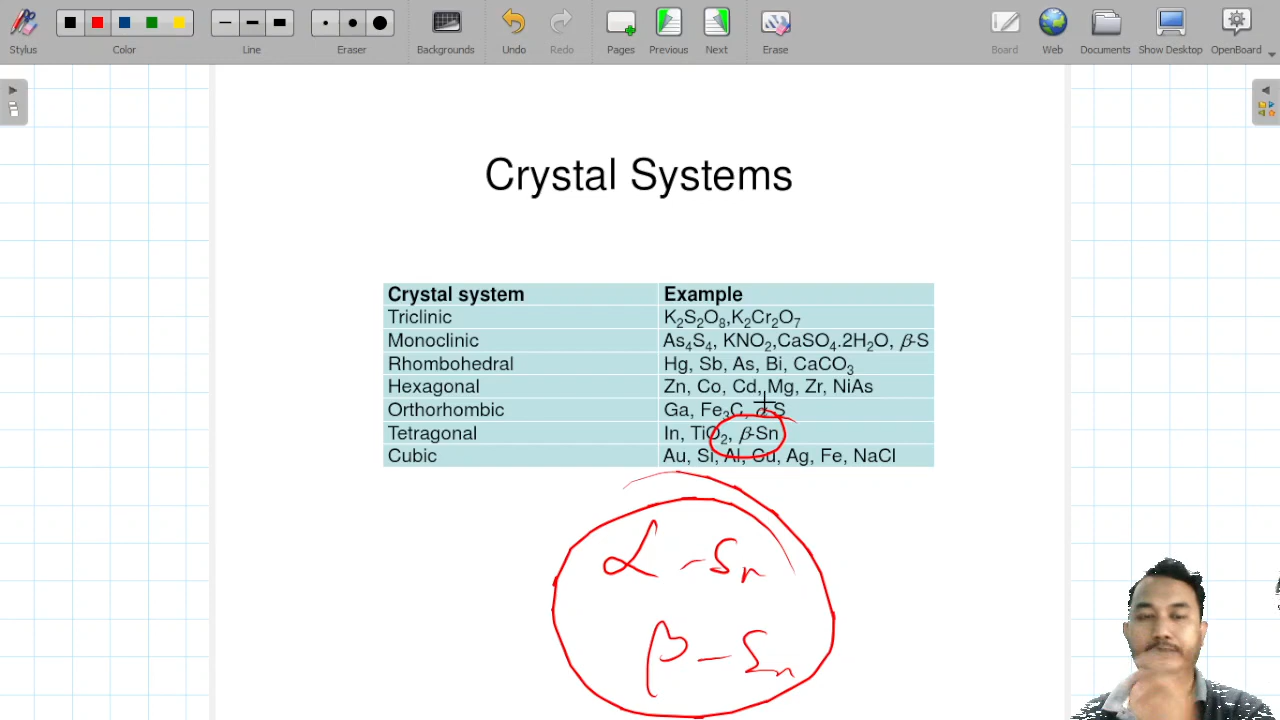 Stylus Color Line Eraser Backgrounds Undo Redo Pages Previous Next Erase Board Web Documents Show Desktop OpenBoard
Crystal Systems
Crystal system Example
Triclinic K₂S₂O₈,K₂Cr₂O₇
Monoclinic As₄S₄, KNO₂,CaSO₄.2H₂O, β-S
Rhombohedral Hg, Sb, As, Bi, CaCO₃
Hexagonal Zn, Co, Cd, Mg, Zr, NiAs
Orthorhombic Ga, Fe₃C, α-S
Tetragonal In, TiO₂, β-Sn
Cubic Au, Si, Al, Cu, Ag, Fe, NaCl
α-Sn
β-Sn